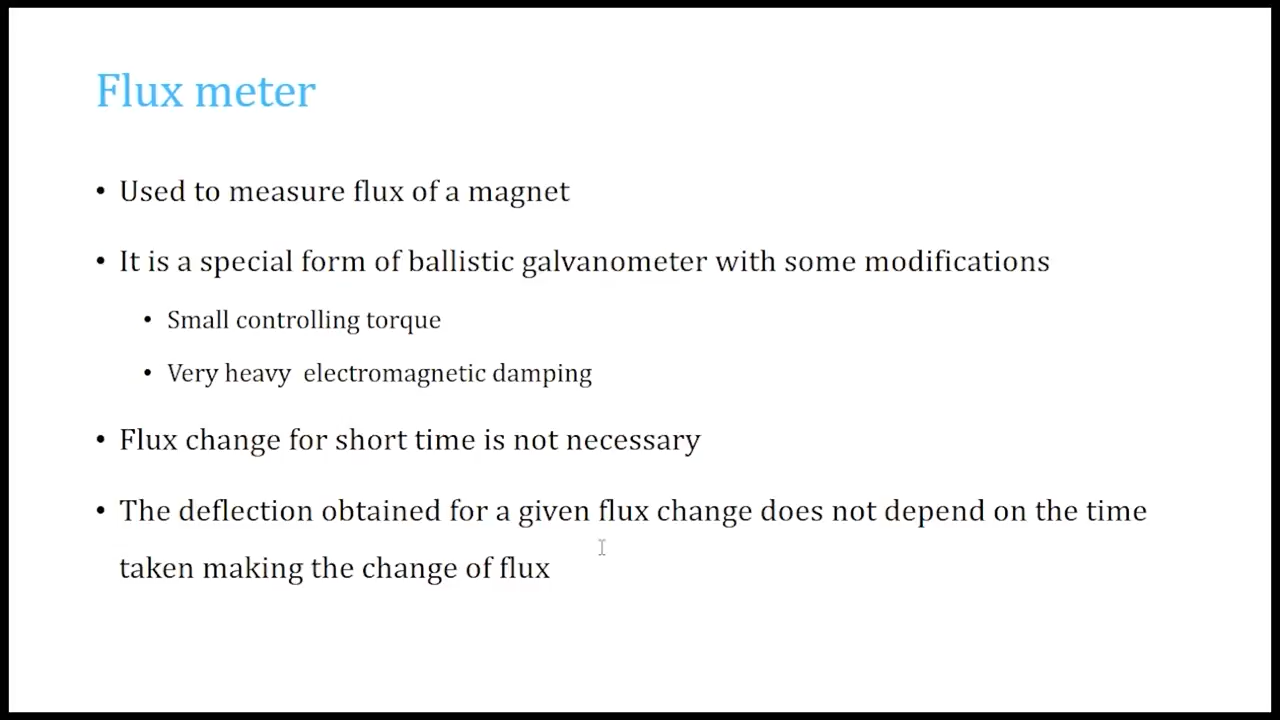 Flux meter
• Used to measure flux of a magnet
• It is a special form of ballistic galvanometer with some modifications
• Small controlling torque
• Very heavy electromagnetic damping
• Flux change for short time is not necessary
• The deflection obtained for a given flux change does not depend on the time
taken making the change of flux